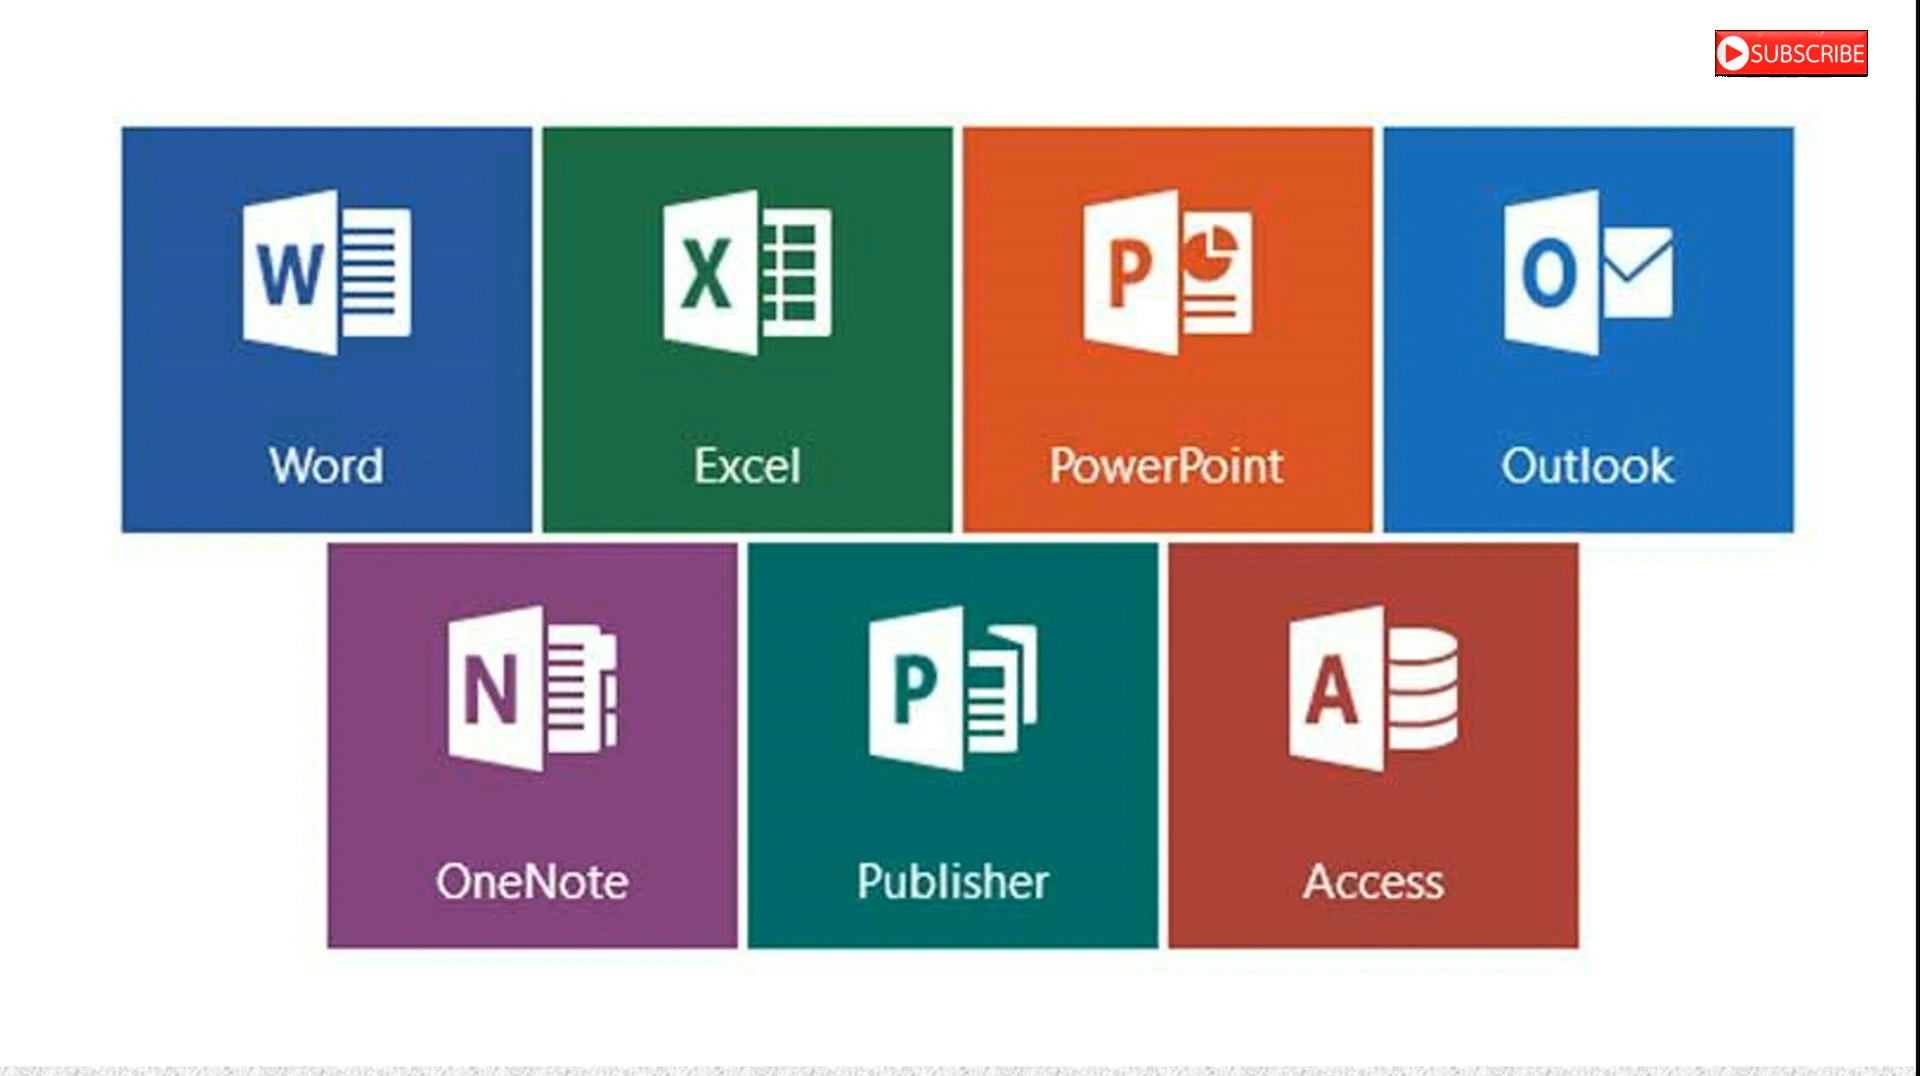 SUBSCRIBE
W
X
P
O
Word
Excel
PowerPoint
Outlook
N
P
A
OneNote
Publisher
Access